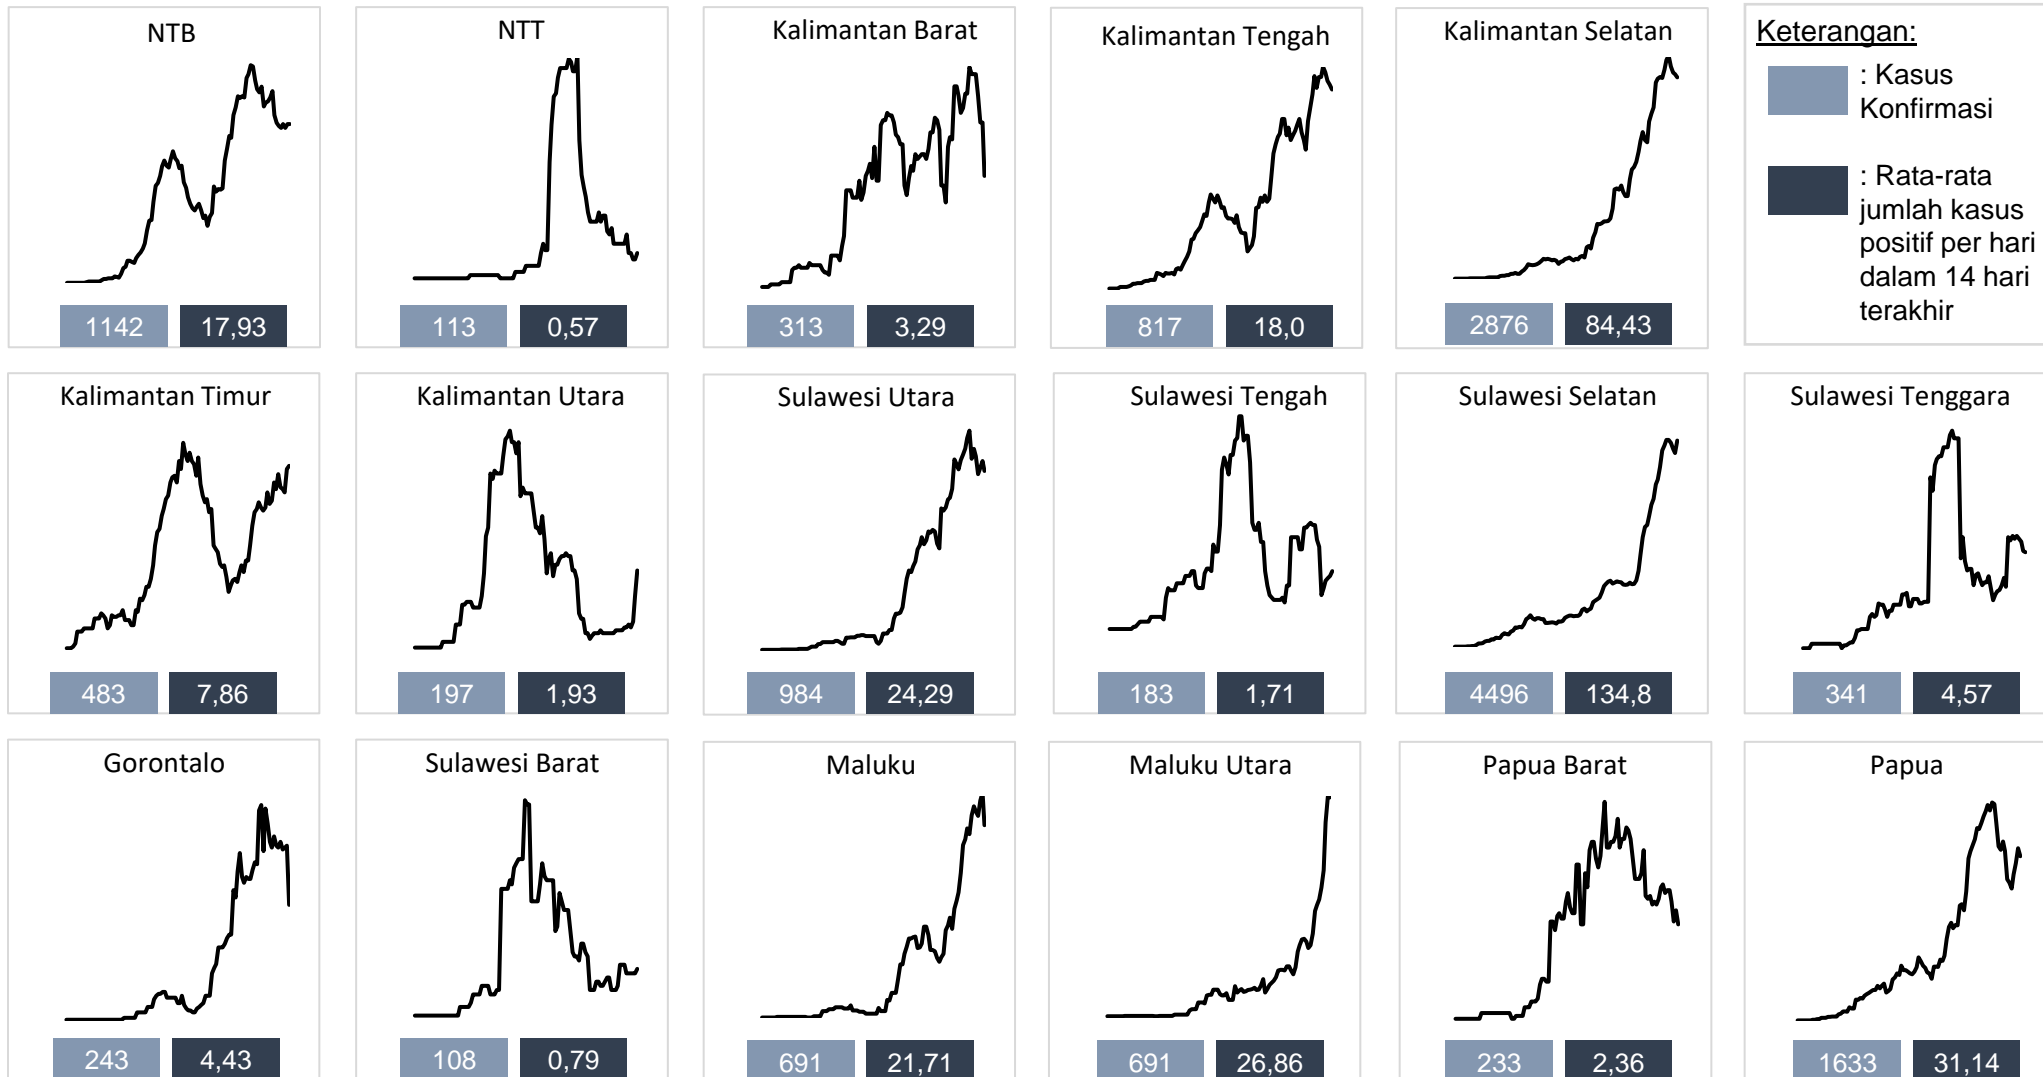 NTB
1142 17,93
NTT
113 0,57
Kalimantan Barat
313 3,29
Kalimantan Tengah
817 18,0
Kalimantan Selatan
2876 84,43
Keterangan:
: Kasus
Konfirmasi
: Rata-rata
jumlah kasus
positif per hari
dalam 14 hari
terakhir
Kalimantan Timur
483 7,86
Kalimantan Utara
197 1,93
Sulawesi Utara
984 24,29
Sulawesi Tengah
183 1,71
Sulawesi Selatan
4496 134,8
Sulawesi Tenggara
341 4,57
Gorontalo
243 4,43
Sulawesi Barat
108 0,79
Maluku
691 21,71
Maluku Utara
691 26,86
Papua Barat
233 2,36
Papua
1633 31,14